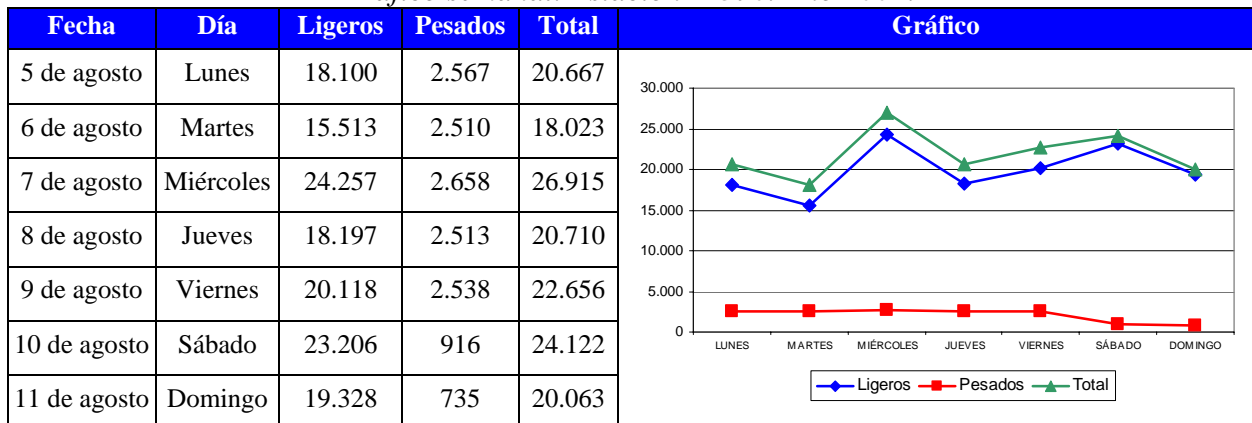 Fecha Día Ligeros Pesados Total Gráfico
5 de agosto Lunes 18.100 2.567 20.667
6 de agosto Martes 15.513 2.510 18.023
7 de agosto Miércoles 24.257 2.658 26.915
8 de agosto Jueves 18.197 2.513 20.710
9 de agosto Viernes 20.118 2.538 22.656
10 de agosto Sábado 23.206 916 24.122
11 de agosto Domingo 19.328 735 20.063
30.000
25.000
20.000
15.000
10.000
5.000
0
LUNES MARTES MIÉRCOLES JUEVES VIERNES SÁBADO DOMINGO
Ligeros Pesados Total